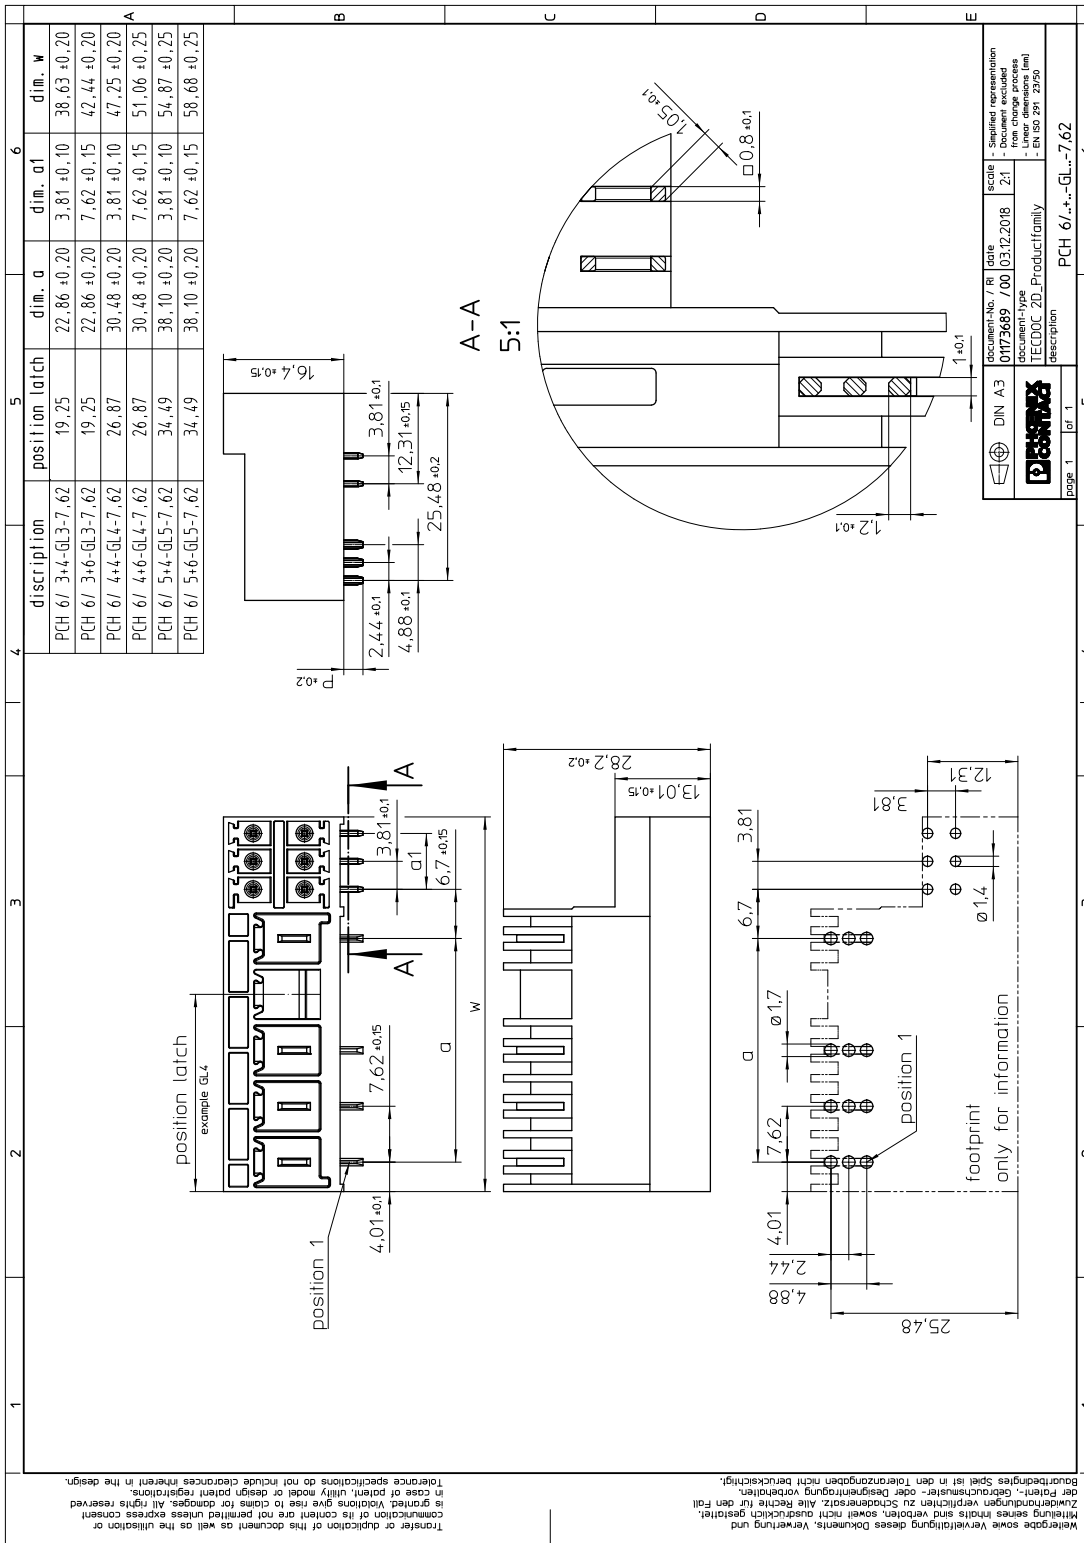 discription position latch dim. a dim. a1 dim. w
PCH 6/ 3+4-GL3-7,62 19,25 22,86 ±0,20 3,81 ±0,10 38,63 ±0,20
PCH 6/ 3+6-GL3-7,62 19,25 22,86 ±0,20 7,62 ±0,15 42,44 ±0,20
PCH 6/ 4+4-GL4-7,62 26,87 30,48 ±0,20 3,81 ±0,10 47,25 ±0,20
PCH 6/ 4+6-GL4-7,62 26,87 30,48 ±0,20 7,62 ±0,15 51,06 ±0,25
PCH 6/ 5+4-GL5-7,62 34,49 38,10 ±0,20 3,81 ±0,10 54,87 ±0,25
PCH 6/ 5+6-GL5-7,62 34,49 38,10 ±0,20 7,62 ±0,15 58,68 ±0,25
1 2 3 4 5 6
A
B
C
D
E
position latch
example GL4
position 1
4,01±0,1
7,62 ±0,15
a
w
6,7 ±0,15
a1
3,81±0,1
A
A
16,4 ±0,15
3,81±0,1
12,31±0,15
25,48 ±0,2
2,44 ±0,1
4,88 ±0,1
P ±0,2
28,2 ±0,2
13,01 ±0,15
A-A
5:1
1,05±0,1
□0,8 ±0,1
1±0,1
1,2 ±0,1
4,01
7,62
a
6,7
3,81
ø1,7
ø1,4
3,81
12,31
2,44
4,88
25,48
position 1
footprint
only for information
DIN A3
PHOENIX
CONTACT
page 1 of 1
document-No. / RI
01173689 / 00
date
03.12.2018
scale
2:1
document-type
TECDOC 2D_Productfamily
description
PCH 6/..+..-GL..-7,62
- Simplified representation
- Document excluded
from change process
- Linear dimensions [mm]
- EN ISO 291 23/50
Weitergabe sowie Vervielfältigung dieses Dokuments, Verwertung und
Mitteilung seines Inhalts sind verboten, soweit nicht ausdrücklich gestattet.
Zuwiderhandlungen verpflichten zu Schadenersatz. Alle Rechte für den Fall
der Patent-, Gebrauchsmuster- oder Designeintragung vorbehalten.
Bauartbedingtes Spiel ist in den Toleranzangaben nicht berücksichtigt.
Transfer or duplication of this document as well as the utilisation or
communication of its content are not permitted unless express consent
is granted. Violations give rise to claims for damages. All rights reserved
in case of patent, utility model or design patent registrations.
Tolerance specifications do not include clearances inherent in the design.